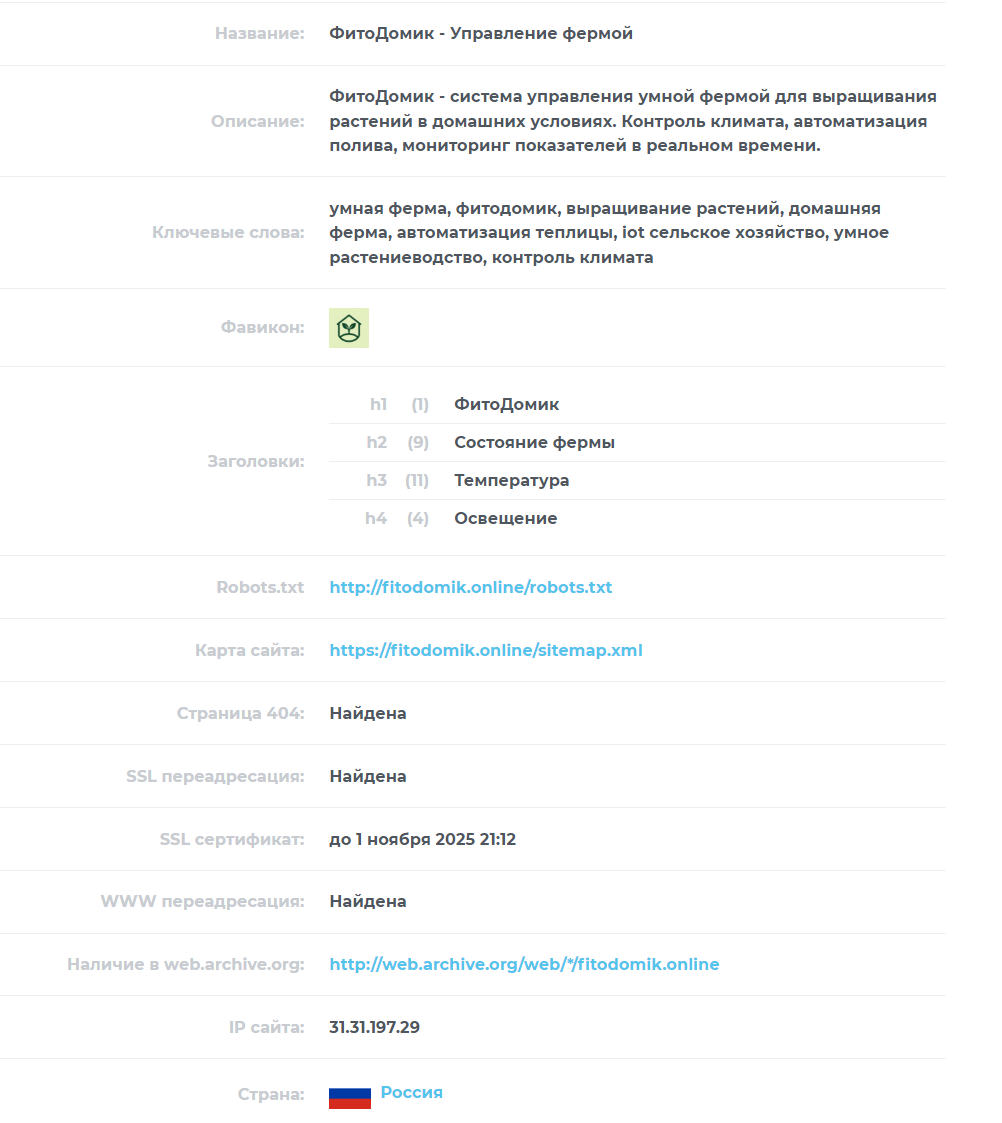 Название: ФитоДомик - Управление фермой
Описание: ФитоДомик - система управления умной фермой для выращивания
растений в домашних условиях. Контроль климата, автоматизация
полива, мониторинг показателей в реальном времени.
Ключевые слова: умная ферма, фитодомик, выращивание растений, домашняя
ферма, автоматизация теплицы, iot сельское хозяйство, умное
растениеводство, контроль климата
Фавикон:
Заголовки:
h1 (1) ФитоДомик
h2 (9) Состояние фермы
h3 (11) Температура
h4 (4) Освещение
Robots.txt http://fitodomik.online/robots.txt
Карта сайта: https://fitodomik.online/sitemap.xml
Страница 404: Найдена
SSL переадресация: Найдена
SSL сертификат: до 1 ноября 2025 21:12
WWW переадресация: Найдена
Наличие в web.archive.org: http://web.archive.org/web/*/fitodomik.online
IP сайта: 31.31.197.29
Страна: Россия